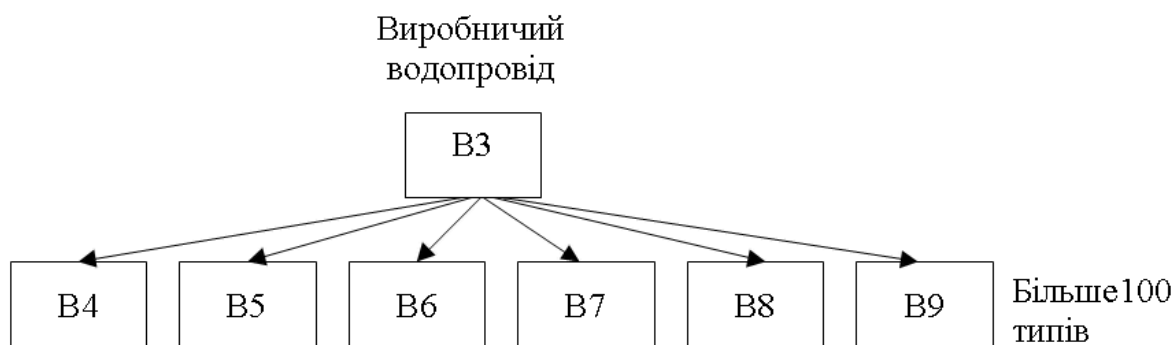 Виробничий
водопровід
В3
В4 В5 В6 В7 В8 В9
Більше100
типів